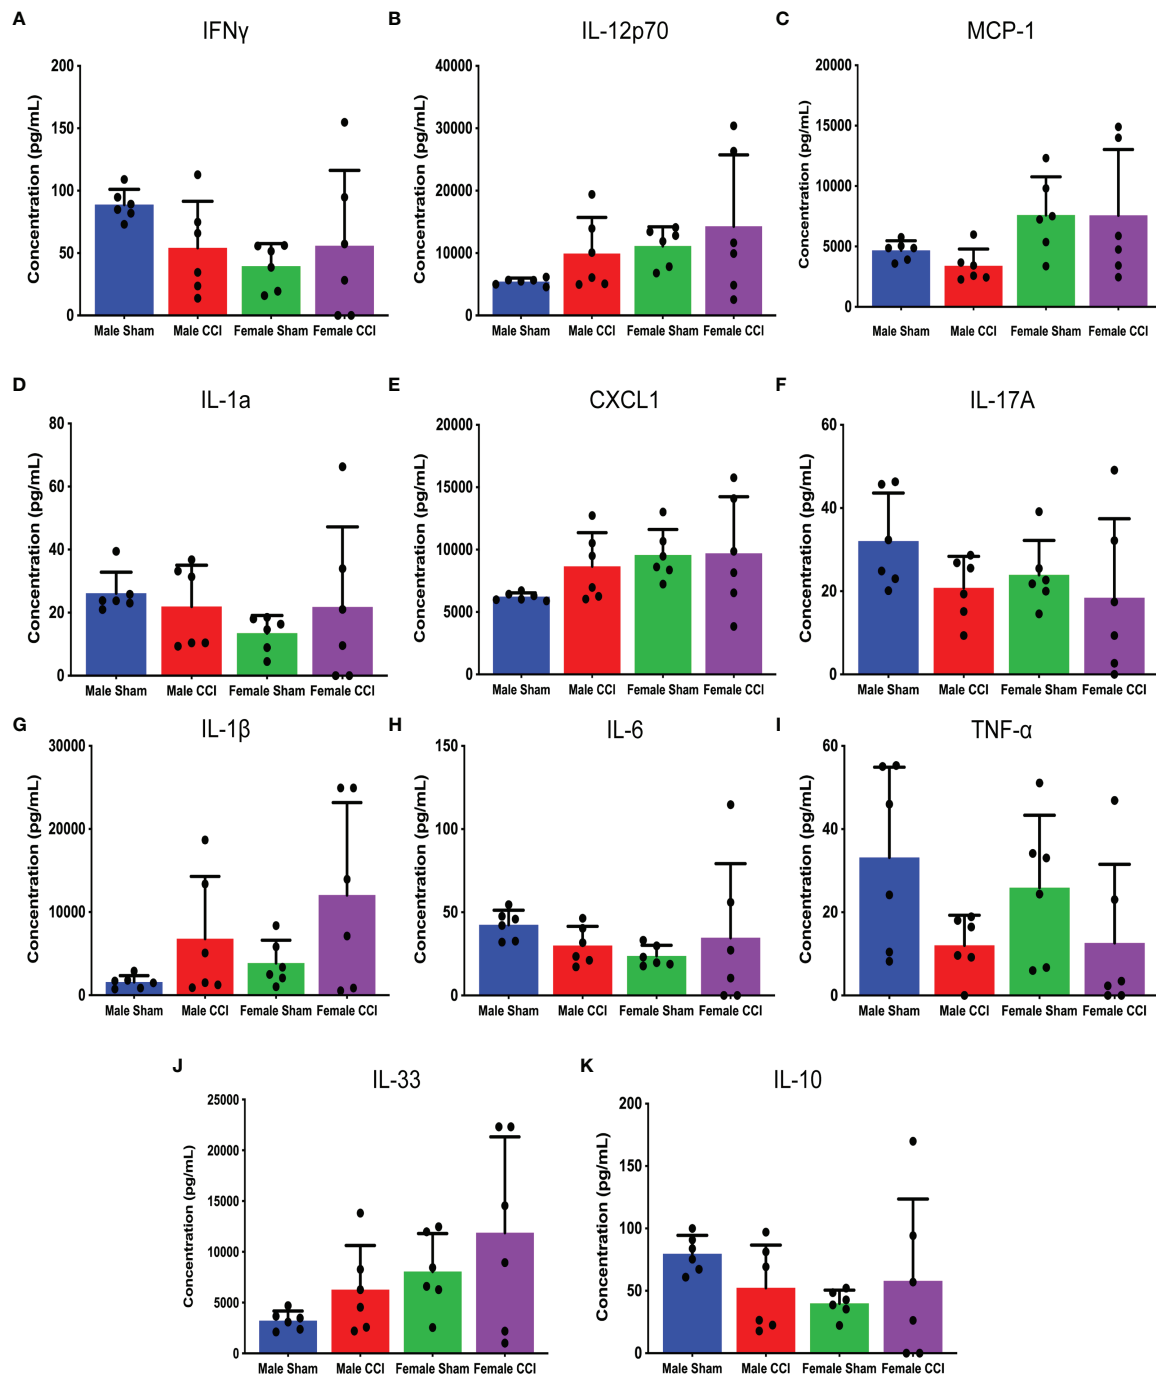 A
IFNγ
Concentration (pg/mL)
200
150
100
50
0
Male Sham Male CCI Female Sham Female CCI
B
IL-12p70
Concentration (pg/mL)
40000
30000
20000
10000
0
Male Sham Male CCI Female Sham Female CCI
C
MCP-1
Concentration (pg/mL)
20000
15000
10000
5000
0
Male Sham Male CCI Female Sham Female CCI
D
IL-1a
Concentration (pg/mL)
80
60
40
20
0
Male Sham Male CCI Female Sham Female CCI
E
CXCL1
Concentration (pg/mL)
20000
15000
10000
5000
0
Male Sham Male CCI Female Sham Female CCI
F
IL-17A
Concentration (pg/mL)
60
40
20
0
Male Sham Male CCI Female Sham Female CCI
G
IL-1β
Concentration (pg/mL)
30000
20000
10000
0
Male Sham Male CCI Female Sham Female CCI
H
IL-6
Concentration (pg/mL)
150
100
50
0
Male Sham Male CCI Female Sham Female CCI
I
TNF-α
Concentration (pg/mL)
60
40
20
0
Male Sham Male CCI Female Sham Female CCI
J
IL-33
Concentration (pg/mL)
25000
20000
15000
10000
5000
0
Male Sham Male CCI Female Sham Female CCI
K
IL-10
Concentration (pg/mL)
200
150
100
50
0
Male Sham Male CCI Female Sham Female CCI